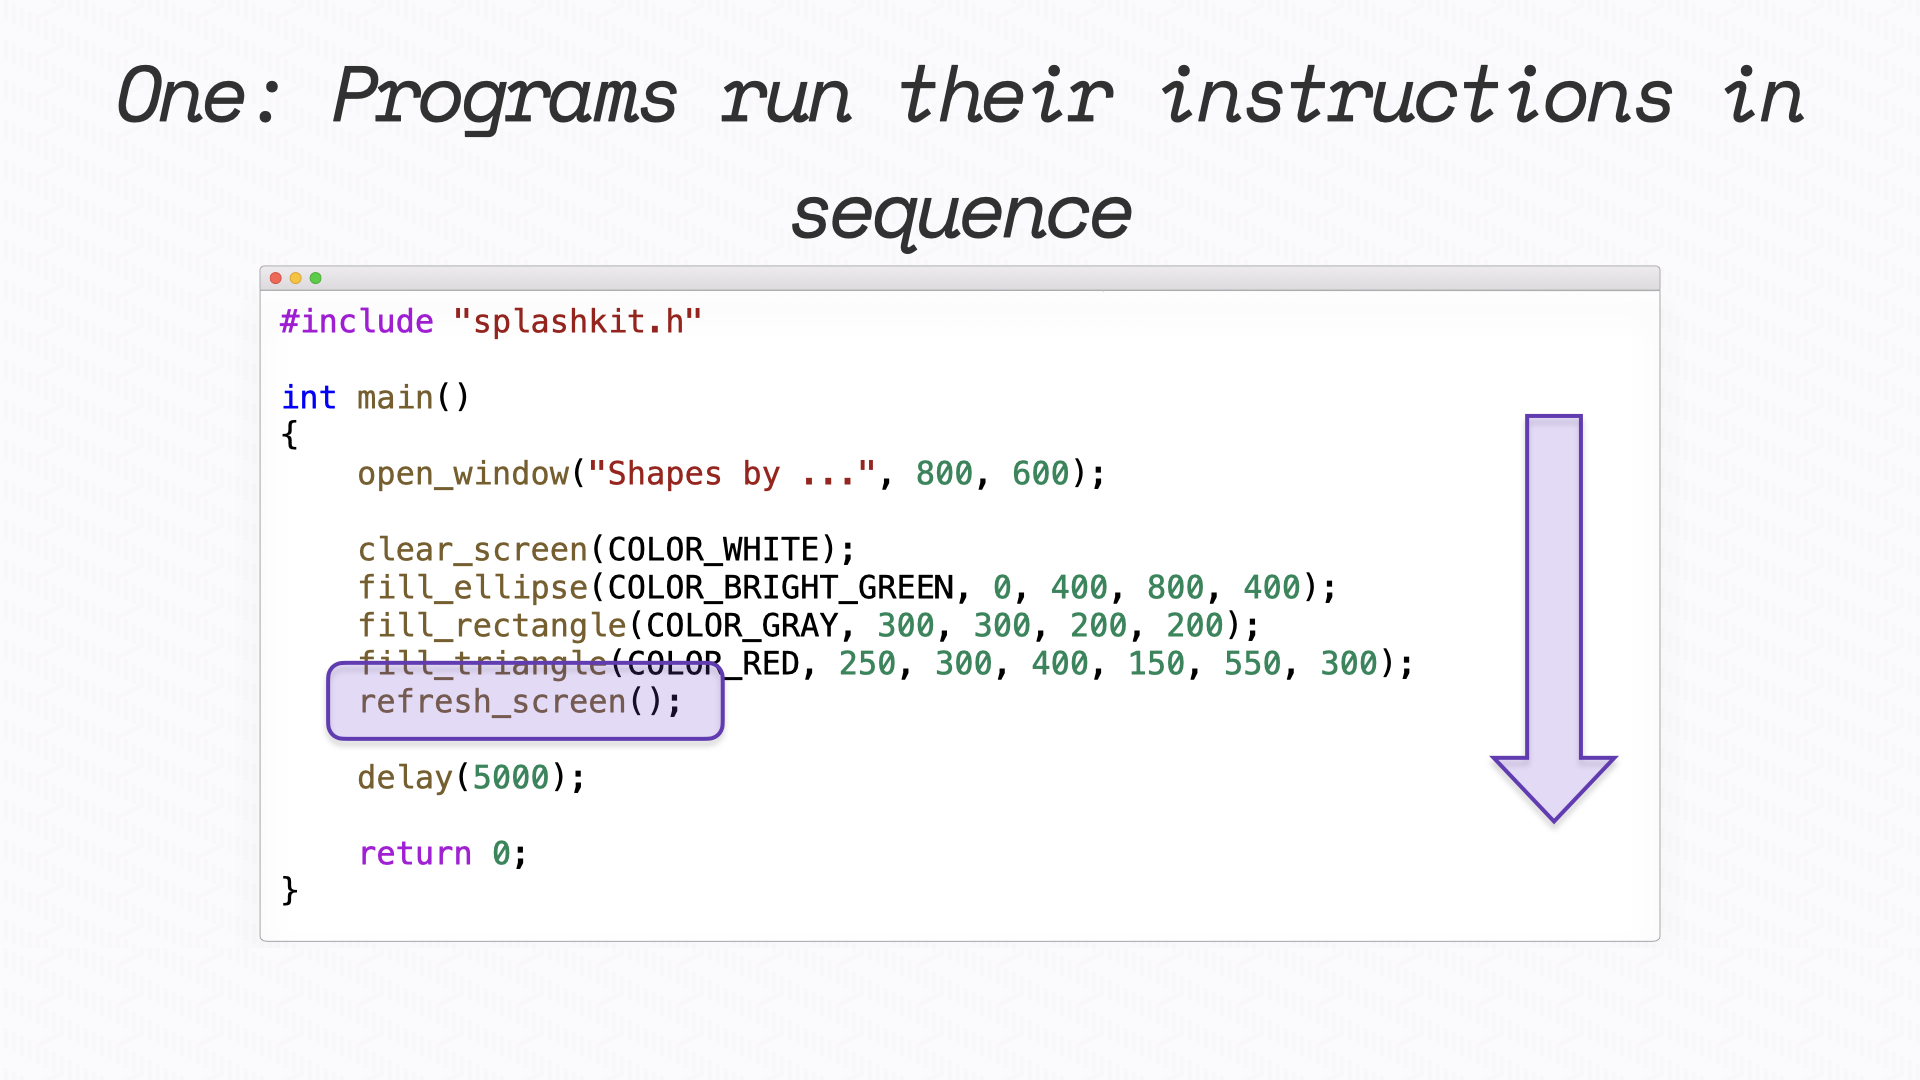 One: Programs run their instructions in
sequence
#include "splashkit.h"
int main()
{
open_window("Shapes by ...", 800, 600);
clear_screen(COLOR_WHITE);
fill_ellipse(COLOR_BRIGHT_GREEN, 0, 400, 800, 400);
fill_rectangle(COLOR_GRAY, 300, 300, 200, 200);
fill_triangle(COLOR_RED, 250, 300, 400, 150, 550, 300);
refresh_screen();
delay(5000);
return 0;
}